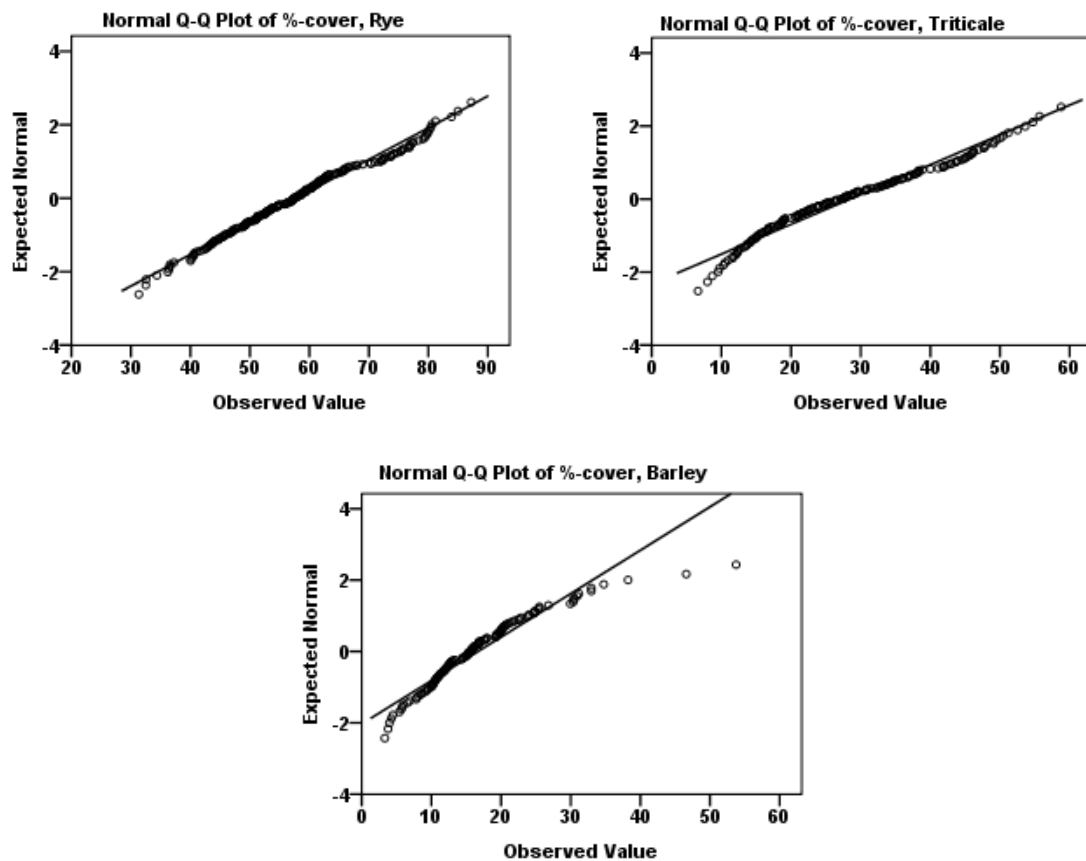 Normal Q-Q Plot of %-cover, Rye
4
2
0
-2
-4
Expected Normal
20 30 40 50 60 70 80 90
Observed Value
Normal Q-Q Plot of %-cover, Triticale
4
2
0
-2
-4
Expected Normal
0 10 20 30 40 50 60
Observed Value
Normal Q-Q Plot of %-cover, Barley
4
2
0
-2
-4
Expected Normal
0 10 20 30 40 50 60
Observed Value